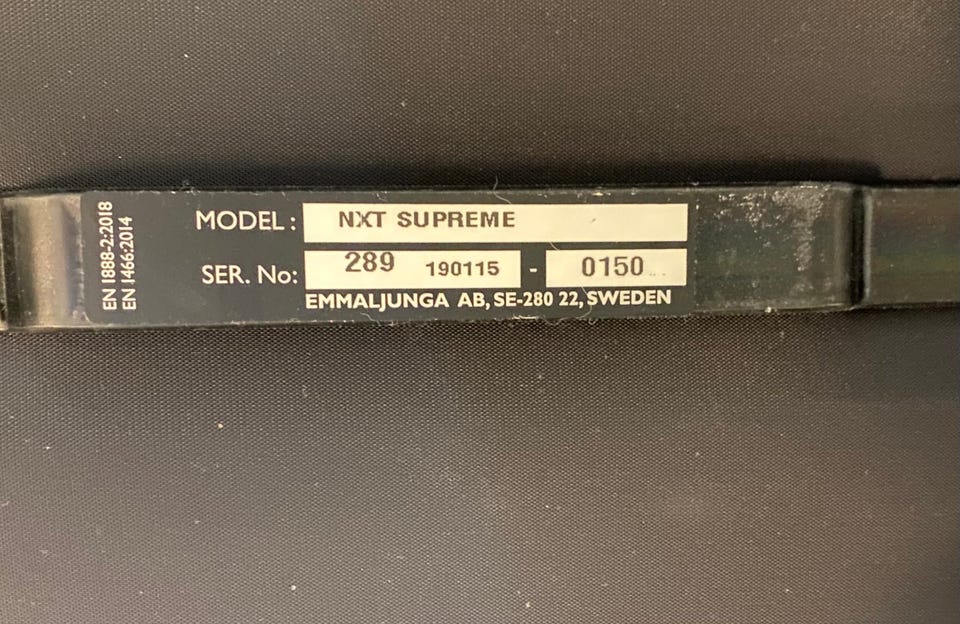 EN 1888-2:2018
EN 1466:2014
MODEL: NXT SUPREME
SER. No: 289 190115 - 0150
EMMALJUNGA AB, SE-280 22, SWEDEN